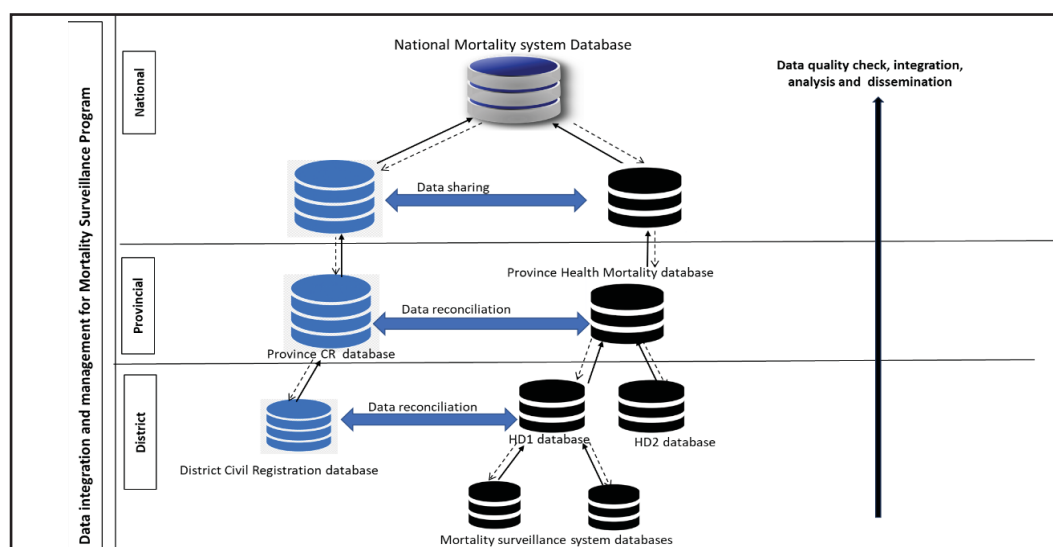 Data integration and management for Mortality Surveillance Program
National
National Mortality system Database
Data quality check, integration,
analysis and dissemination
Data sharing
Provincial
Province Health Mortality database
Data reconciliation
Province CR database
District
Data reconciliation
HD1 database
HD2 database
District Civil Registration database
Mortality surveillance system databases